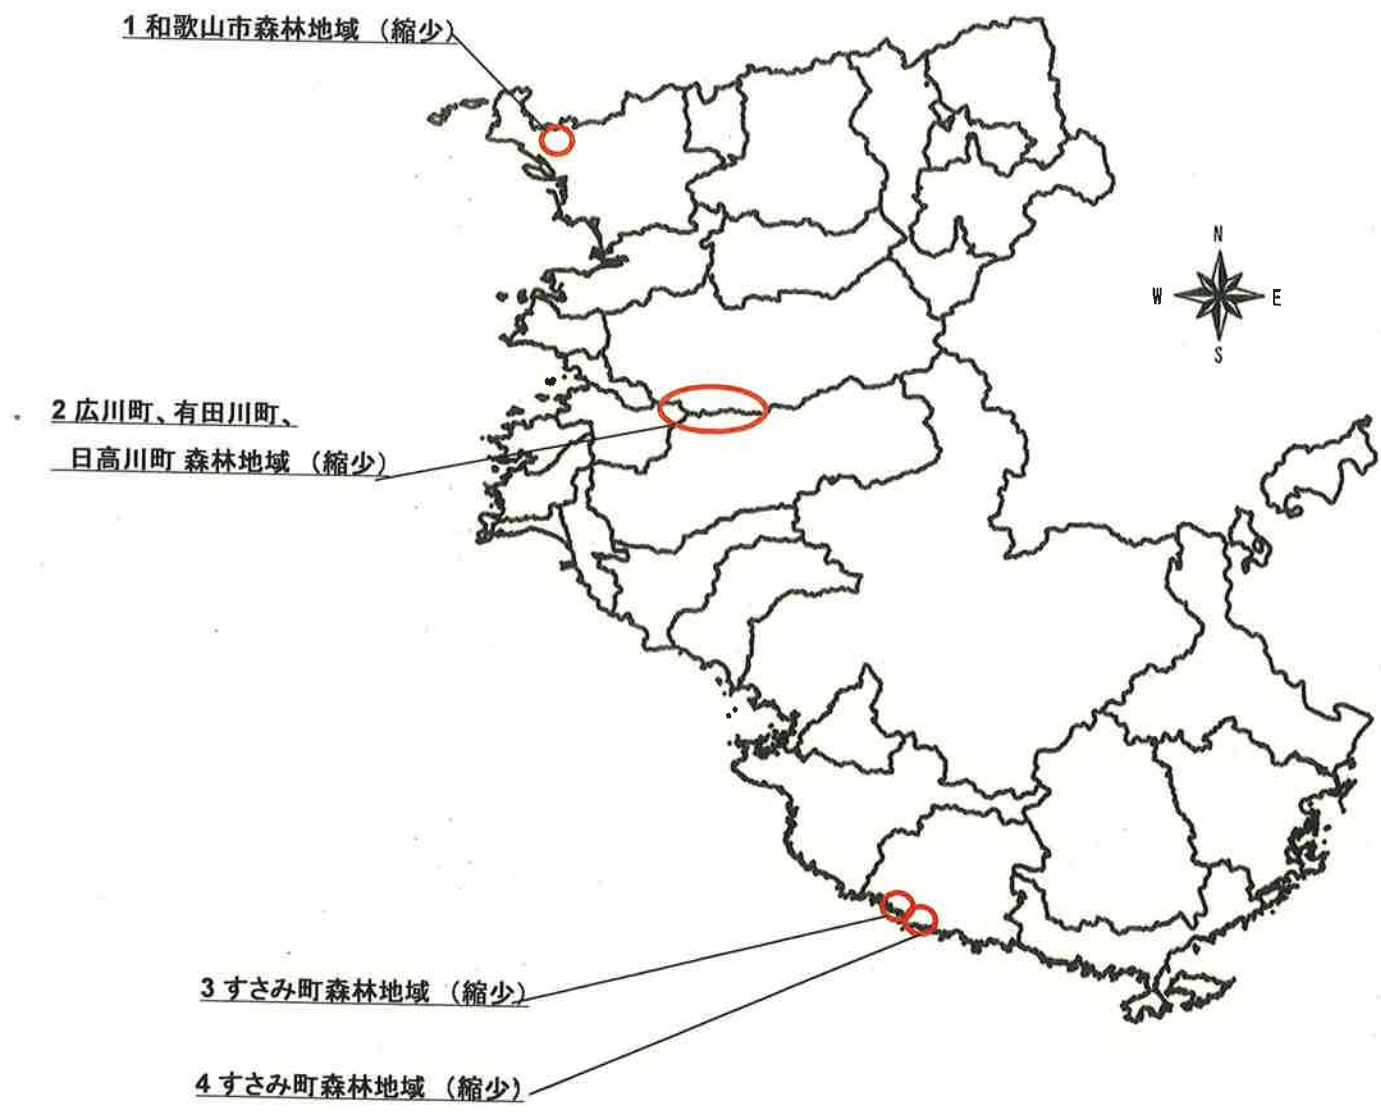 1 和歌山市森林地域 （縮少）
N
W E
S
2 広川町、有田川町、
日高川町 森林地域 （縮少）
3 すさみ町森林地域 （縮少）
4 すさみ町森林地域 （縮少）